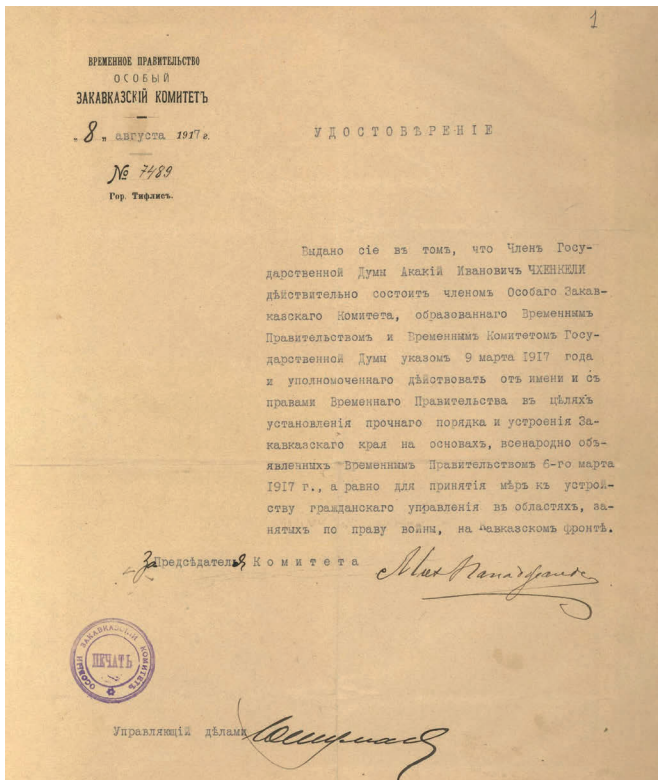 1
ВРЕМЕННОЕ ПРАВИТЕЛЬСТВО
ОСОБЫЙ
ЗАКАВКАЗСКІЙ КОМИТЕТЪ
„ 8 „ августа 1917 г.
№ 7489
Гор. Тифлисъ.
УДОСТОВѢРЕНІЕ
Выдано сіе въ томъ, что Членъ Госу-
дарственной Думы Акакій Ивановичъ ЧХЕНКЕЛИ
дѣйствительно состоитъ членомъ Особаго Закав-
казскаго Комитета, образованнаго Временнымъ
Правительствомъ и Временнымъ Комитетомъ Госу-
дарственной Думы указомъ 9 марта 1917 года
и уполномоченнаго дѣйствовать отъ имени и съ
правами Временнаго Правительства въ цѣляхъ
установленія прочнаго порядка и устроенія За-
кавказскаго края на основахъ, всенародно объ-
явленныхъ Временнымъ Правительствомъ 6-го марта
1917 г., а равно для принятія мѣръ къ устрой-
ству гражданскаго управленія въ областяхъ, за-
нятыхъ по праву войны, на Кавказскомъ фронтѣ.
За Предсѣдателя Комитета
ОСОБЫЙ ЗАКАВКАЗСКІЙ КОМИТЕТЪ
ПЕЧАТЬ
Управляющій дѣлами